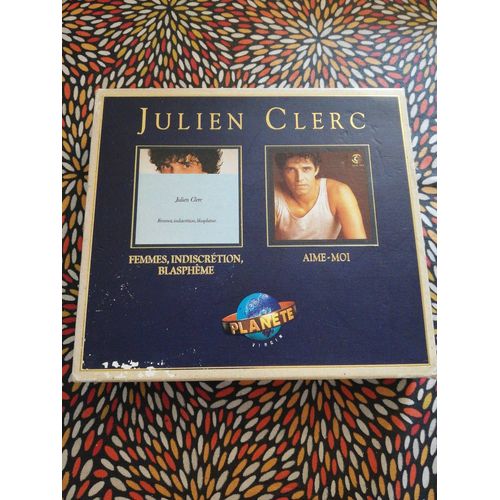 JULIEN CLERC
Julien Clerc
Femmes, indiscrétion, blasphème.
FEMMES, INDISCRÉTION,
BLASPHÈME
AIME-MOI
PLANETE
VIRGIN